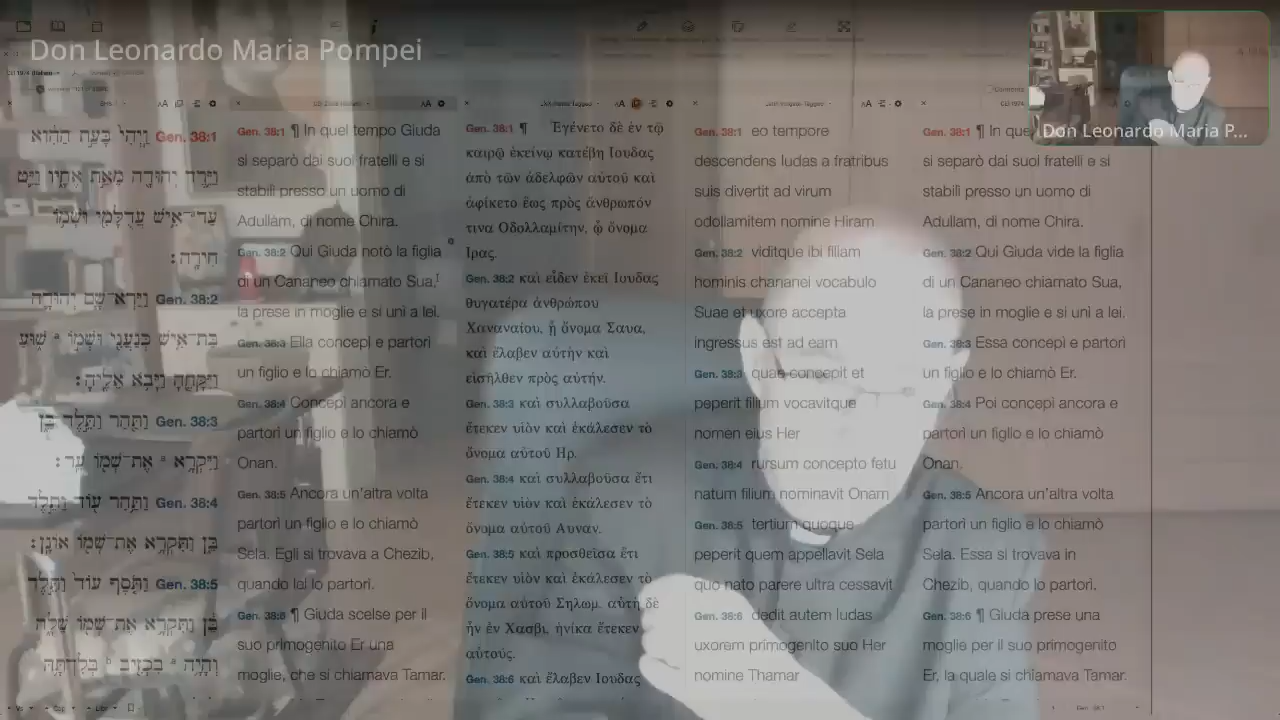 Don Leonardo Maria Pompei
Don Leonardo Maria P...
Gen. 38:1 וַיְהִי֙ בָּעֵ֣ת הַהִ֔וא
וַיֵּ֥רֶד יְהוּדָ֖ה מֵאֵ֣ת אֶחָ֑יו וַיֵּ֛ט
עַד־אִ֥ישׁ עֲדֻלָּמִ֖י וּשְׁמ֥וֹ
חִירָֽה׃
Gen. 38:2 וַיַּרְא־שָׁ֧ם יְהוּדָ֛ה
בַּת־אִ֥ישׁ כְּנַעֲנִ֖י וּשְׁמ֣וֹ שׁ֑וּעַ
וַיִּקָּחֶ֖הָ וַיָּבֹ֥א אֵלֶֽיהָ׃
Gen. 38:3 וַתַּ֖הַר וַתֵּ֣לֶד בֵּ֑ן
וַיִּקְרָ֥א אֶת־שְׁמ֖וֹ עֵֽר׃
Gen. 38:4 וַתַּ֥הַר ע֖וֹד וַתֵּ֣לֶד
בֵּ֑ן וַתִּקְרָ֥א אֶת־שְׁמ֖וֹ אוֹנָֽן׃
Gen. 38:5 וַתֹּ֤סֶף עוֹד֙ וַתֵּ֣לֶד
בֵּ֔ן וַתִּקְרָ֥א אֶת־שְׁמ֖וֹ שֵׁלָ֑ה
וְהָיָ֥ה בִכְזִ֖יב בְּלִדְתָּ֥הּ
Gen. 38:1 ¶ In quel tempo Giuda
si separò dai suoi fratelli e si
stabilì presso un uomo di
Adullàm, di nome Chira.
Gen. 38:2 Qui Giuda notò la figlia
di un Cananeo chiamato Sua,
la prese in moglie e si unì a lei.
Gen. 38:3 Ella concepì e partorì
un figlio e lo chiamò Er.
Gen. 38:4 Concepì ancora e
partorì un figlio e lo chiamò
Onan.
Gen. 38:5 Ancora un'altra volta
partorì un figlio e lo chiamò
Sela. Egli si trovava a Chezib,
quando lei lo partorì.
Gen. 38:6 ¶ Giuda scelse per il
suo primogenito Er una
moglie, che si chiamava Tamar.
Gen. 38:1 ¶ Ἐγένετο δὲ ἐν τῷ
καιρῷ ἐκείνῳ κατέβη Ιουδας
ἀπὸ τῶν ἀδελφῶν αὐτοῦ καὶ
ἀφίκετο ἕως πρὸς ἄνθρωπόν
τινα Οδολλαμίτην, ᾧ ὄνομα
Ιρας.
Gen. 38:2 καὶ εἶδεν ἐκεῖ Ιουδας
θυγατέρα ἀνθρώπου
Χαναναίου, ᾗ ὄνομα Σαυα,
καὶ ἔλαβεν αὐτὴν καὶ
εἰσῆλθεν πρὸς αὐτήν.
Gen. 38:3 καὶ συλλαβοῦσα
ἔτεκεν υἱὸν καὶ ἐκάλεσεν τὸ
ὄνομα αὐτοῦ Ηρ.
Gen. 38:4 καὶ συλλαβοῦσα ἔτι
ἔτεκεν υἱὸν καὶ ἐκάλεσεν τὸ
ὄνομα αὐτοῦ Αυναν.
Gen. 38:5 καὶ προσθεῖσα ἔτι
ἔτεκεν υἱὸν καὶ ἐκάλεσεν τὸ
ὄνομα αὐτοῦ Σηλωμ. αὐτὴ δὲ
ἦν ἐν Χασβι, ἡνίκα ἔτεκεν
αὐτούς.
Gen. 38:6 καὶ ἔλαβεν Ιουδας
Gen. 38:1 eo tempore
descendens Iudas a fratribus
suis divertit ad virum
odollamitem nomine Hiram
Gen. 38:2 viditque ibi filiam
hominis chananei vocabulo
Suae et uxore accepta
ingressus est ad eam
Gen. 38:3 quae concepit et
peperit filium vocavitque
nomen eius Her
Gen. 38:4 rursum concepto fetu
natum filium nominavit Onam
Gen. 38:5 tertium quoque
peperit quem appellavit Sela
quo nato parere ultra cessavit
Gen. 38:6 dedit autem Iudas
uxorem primogenito suo Her
nomine Thamar
Gen. 38:1 ¶ In que
si separò dai suoi fratelli e si
stabilì presso un uomo di
Adullam, di nome Chira.
Gen. 38:2 Qui Giuda vide la figlia
di un Cananeo chiamato Sua,
la prese in moglie e si unì a lei.
Gen. 38:3 Essa concepì e partorì
un figlio e lo chiamò Er.
Gen. 38:4 Poi concepì ancora e
partorì un figlio e lo chiamò
Onan.
Gen. 38:5 Ancora un'altra volta
partorì un figlio e lo chiamò
Sela. Essa si trovava in
Chezib, quando lo partorì.
Gen. 38:6 ¶ Giuda prese una
moglie per il suo primogenito
Er, la quale si chiamava Tamar.